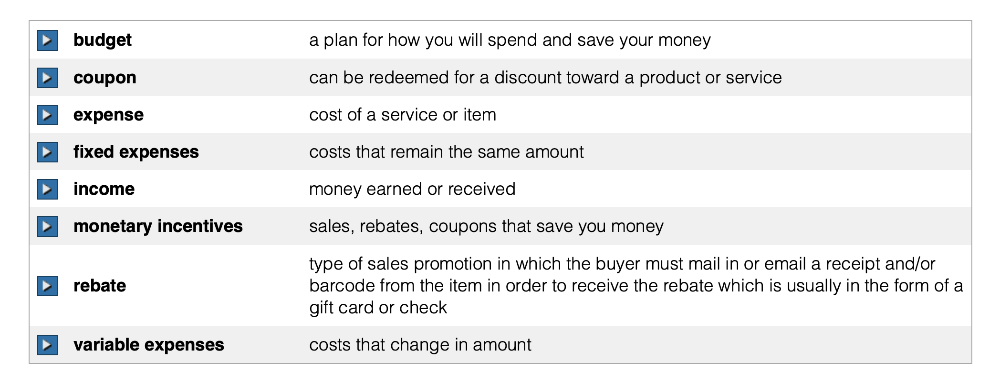 budget a plan for how you will spend and save your money
coupon can be redeemed for a discount toward a product or service
expense cost of a service or item
fixed expenses costs that remain the same amount
income money earned or received
monetary incentives sales, rebates, coupons that save you money
rebate type of sales promotion in which the buyer must mail in or email a receipt and/or
barcode from the item in order to receive the rebate which is usually in the form of a
gift card or check
variable expenses costs that change in amount